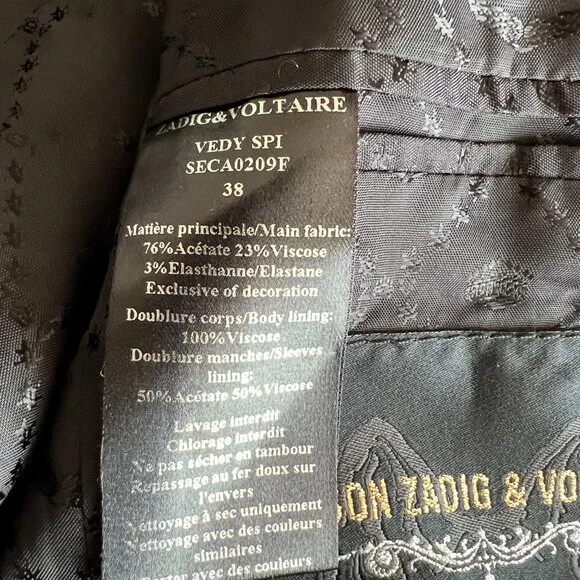 ZADIG&VOLTAIRE
VEDY SPI
SECA0209F
38
Matière principale/Main fabric:
76%Acétate 23%Viscose
3%Elasthanne/Elastane
Exclusive of decoration
Doublure corps/Body lining:
100%Viscose
Doublure manches/Sleeves
lining:
50%Acétate 50%Viscose
Lavage interdit
Chlorage interdit
Ne pas sécher en tambour
Repassage au fer doux sur
l'envers
Nettoyage à sec uniquement
Nettoyage avec des couleurs
similaires
avec des couleurs
ZADIG & VO